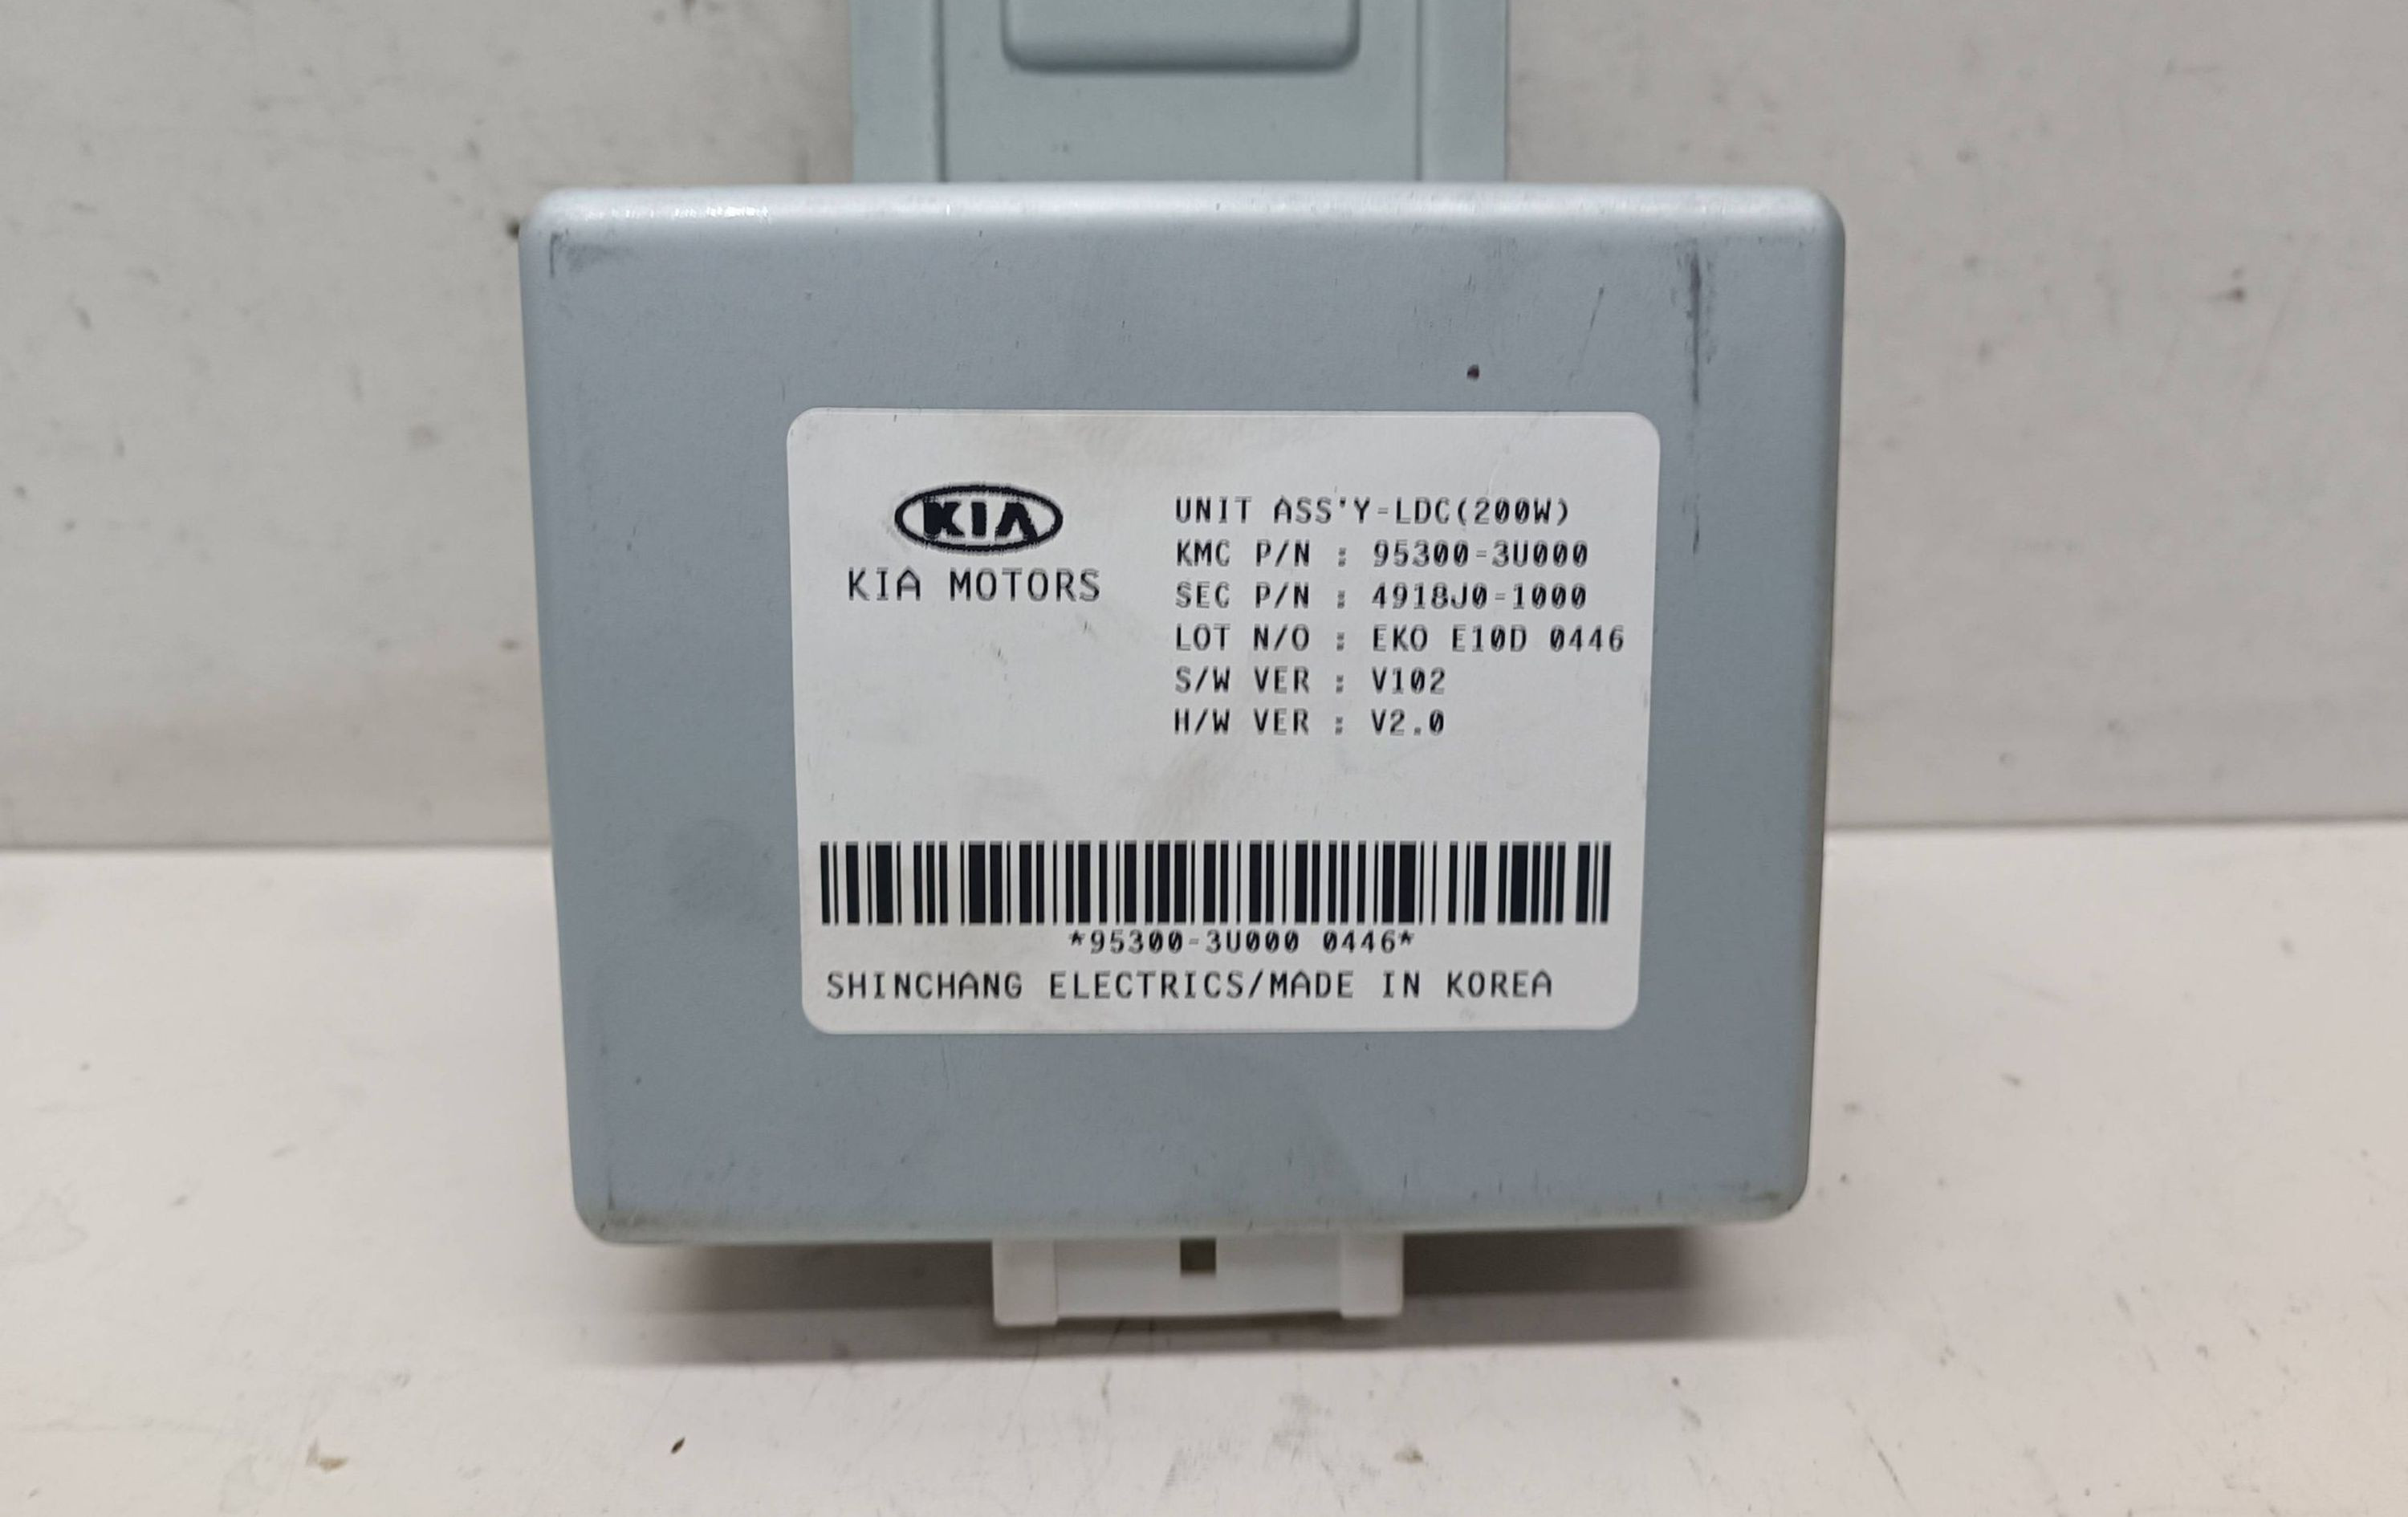 KIA
KIA MOTORS
UNIT ASS'Y-LDC(200W)
KMC P/N : 95300-3U000
SEC P/N : 4918J0-1000
LOT N/O : EKO E10D 0446
S/W VER : V102
H/W VER : V2.0
*95300-3U000 0446*
SHINCHANG ELECTRICS/MADE IN KOREA